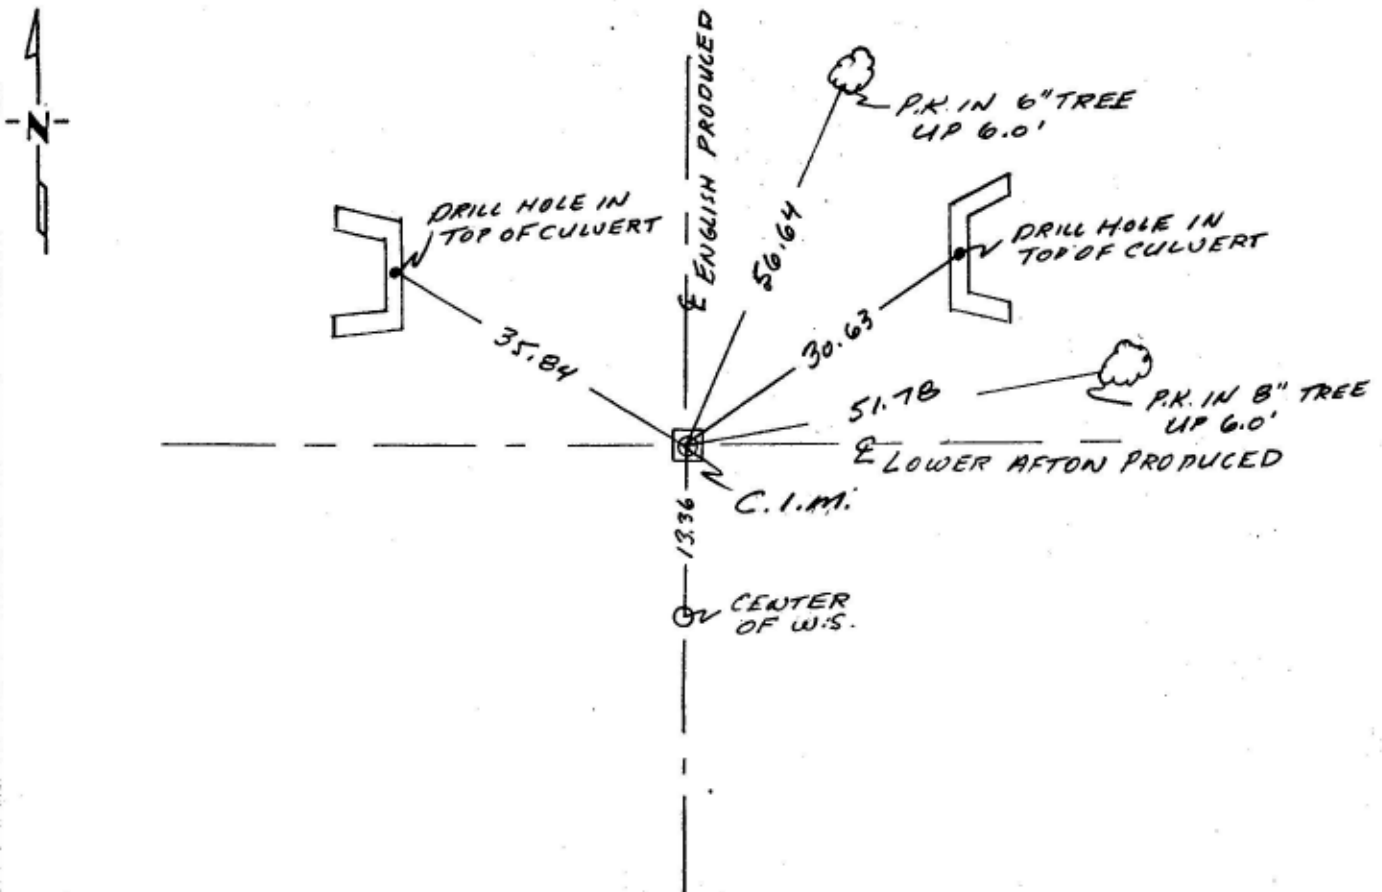 -N-
℄ ENGLISH PRODUCED
P.K. IN 6" TREE
UP 6.0'
DRILL HOLE IN
TOP OF CULVERT
56.64
DRILL HOLE IN
TOP OF CULVERT
35.84
30.63
51.78
P.K. IN 8" TREE
UP 6.0'
℄ LOWER AFTON PRODUCED
C.I.M.
13.36
CENTER
OF W.S.